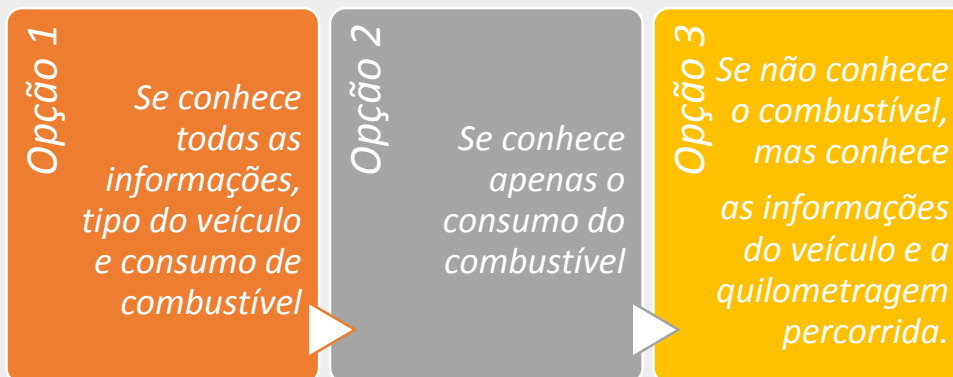 Opção 1
Se conhece
todas as
informações,
tipo do veículo
e consumo de
combustível
Opção 2
Se conhece
apenas o
consumo do
combustível
Opção 3
Se não conhece
o combustível,
mas conhece
as informações
do veículo e a
quilometragem
percorrida.